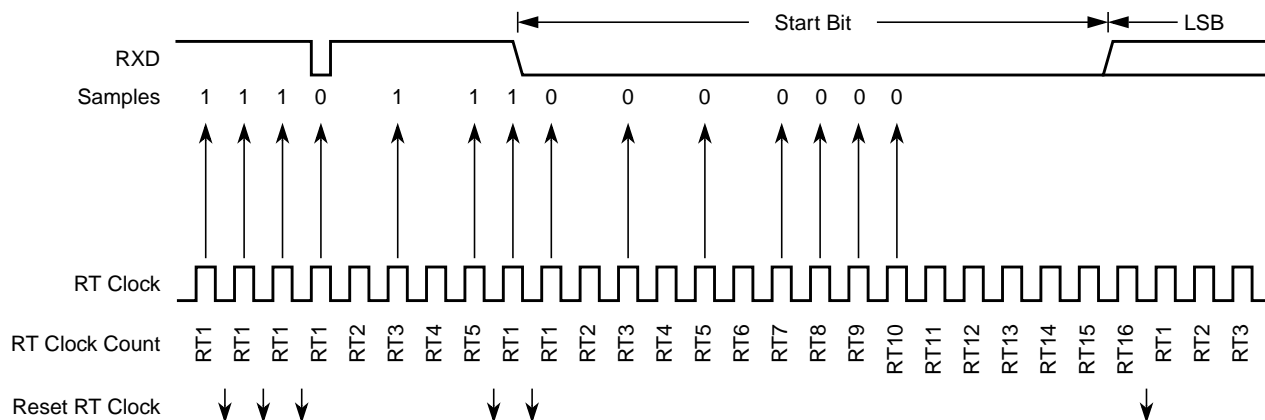 Start Bit LSB
RXD
Samples 1 1 1 0 1 1 1 0 0 0 0 0 0 0
RT Clock
RT Clock Count RT1 RT1 RT1 RT1 RT2 RT3 RT4 RT5 RT1 RT1 RT2 RT3 RT4 RT5 RT6 RT7 RT8 RT9 RT10 RT11 RT12 RT13 RT14 RT15 RT16 RT1 RT2 RT3
Reset RT Clock